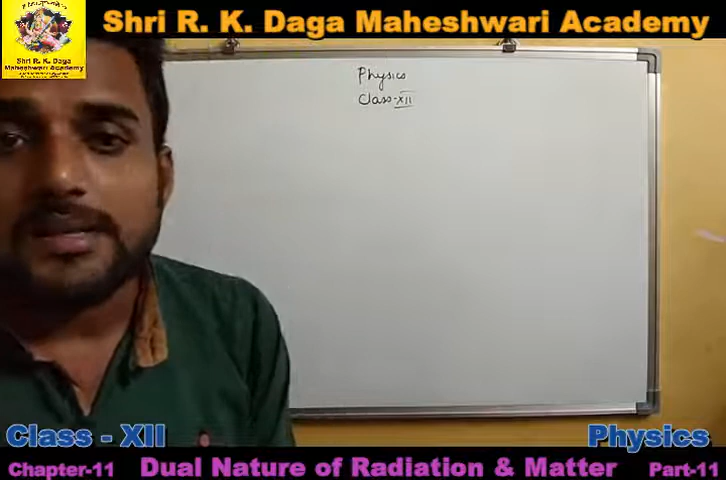 Shri R. K. Daga Maheshwari Academy
Shri R. K. Daga
Maheshwari Academy
Physics
Class-XII
Class - XII
Physics
Chapter-11 Dual Nature of Radiation & Matter Part-11